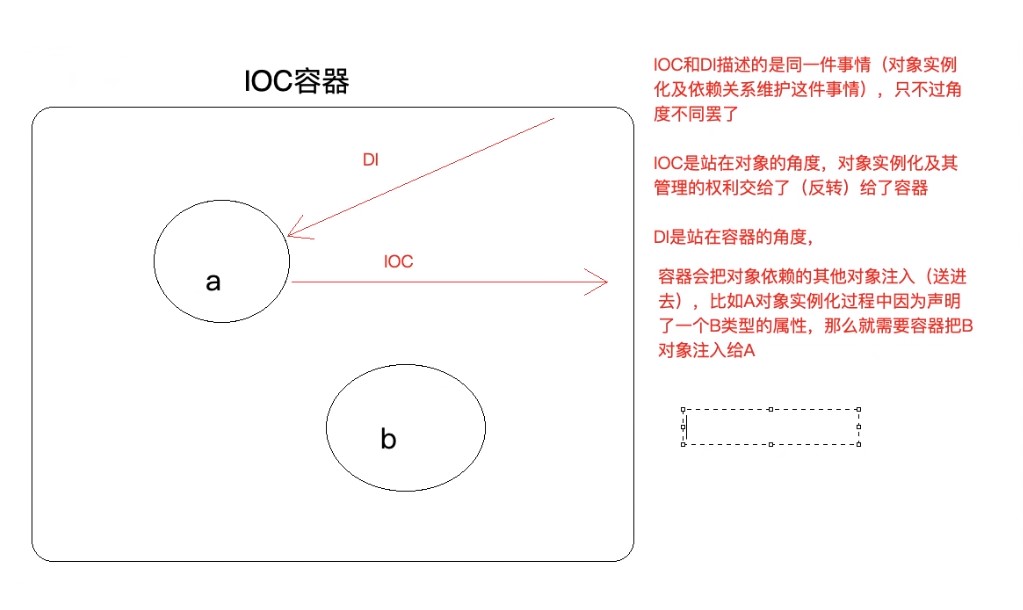 IOC容器
DI
IOC
a
b
IOC和DI描述的是同一件事情（对象实例
化及依赖关系维护这件事情），只不过角
度不同罢了
IOC是站在对象的角度，对象实例化及其
管理的权利交给了（反转）给了容器
DI是站在容器的角度，
容器会把对象依赖的其他对象注入（送进
去），比如A对象实例化过程中因为声明
了一个B类型的属性，那么就需要容器把B
对象注入给A